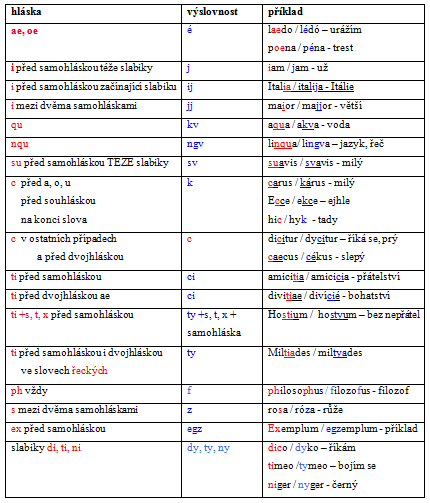 hláska výslovnost příklad
ae, oe é laedo / lédó – urážím
poena / péna - trest
i před samohláskou téže slabiky j iam / jam - už
i před samohláskou začínající slabiku ij Italia / italija - Itálie
i mezi dvěma samohláskami jj maior / majjor - větší
qu kv aqua / akva - voda
nqu ngv linqua/ lingva – jazyk, řeč
su před samohláskou TÉŽE slabiky sv suavis / svavis - milý
c před a, o, u k carus / kárus - milý
před souhláskou Ecce / ekce – ejhle
na konci slova hic / hyk - tady
c v ostatních případech c dicitur / dycitur – říká se, prý
a před dvojhláskou caecus / cékus - slepý
ti před samohláskou ci amicitia / amicicia - přátelství
ti před dvojhláskou ae ci divitiae / divície - bohatství
ti +s, t, x před samohláskou ty +s, t, x + Hostium / hostyum – bez nepřátel
samohláska
ti před samohláskou i dvojhláskou ty Miltiades / miltyades
ve slovech řeckých
ph vždy f philosophus / filozofus - filozof
s mezi dvěma samohláskami z rosa / róza - růže
ex před samohláskou egz Exemplum / egzemplum - příklad
slabiky di, ti, ni dy, ty, ny dico / dyko – říkám
timeo /tymeo – bojím se
niger / nyger - černý